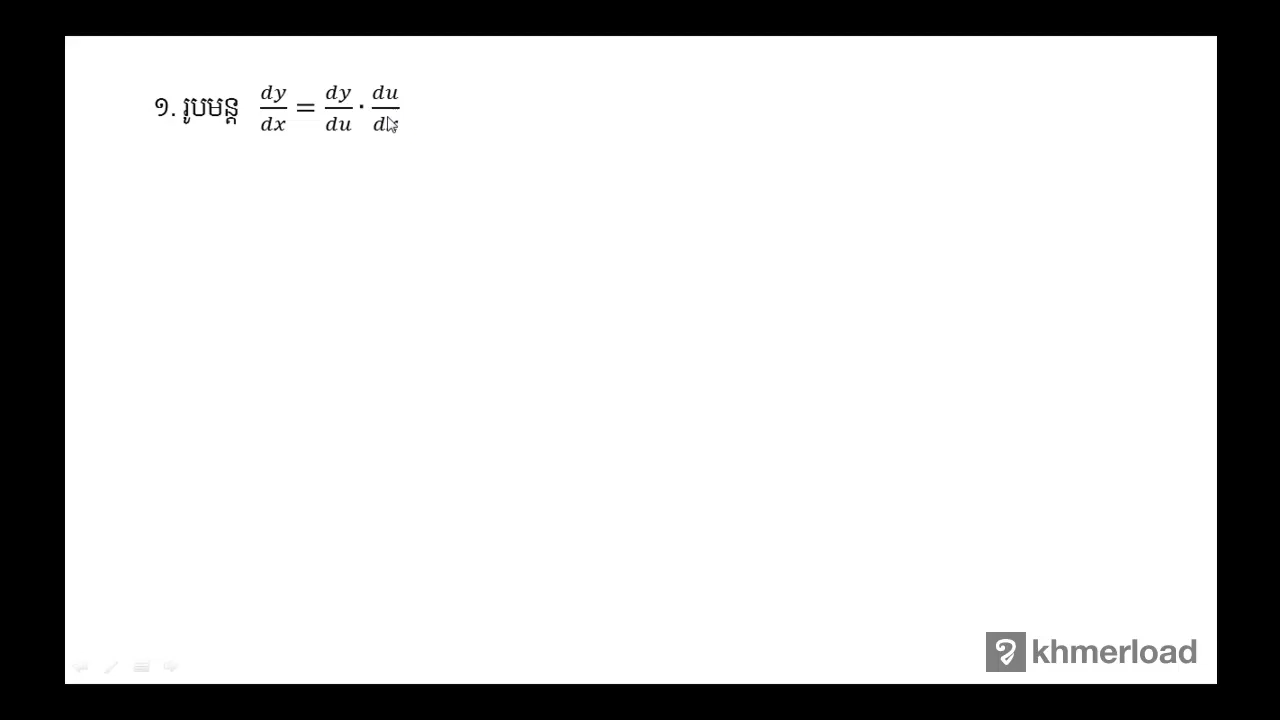 ១. រូបមន្ត dy/dx = dy/du · du/dx
khmerload